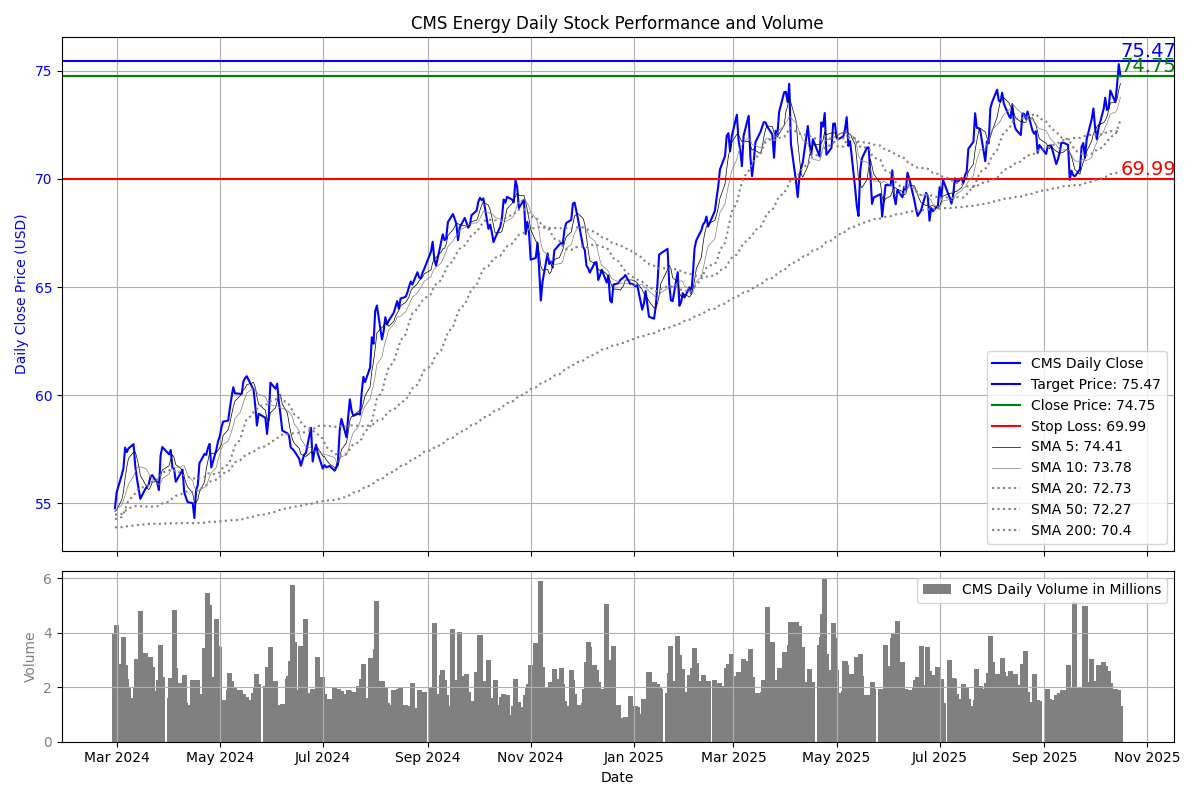 CMS Energy Daily Stock Performance and Volume
75.47
74.75
69.99
75
70
65
60
55
Daily Close Price (USD)
CMS Daily Close
Target Price: 75.47
Close Price: 74.75
Stop Loss: 69.99
SMA 5: 74.41
SMA 10: 73.78
SMA 20: 72.73
SMA 50: 72.27
SMA 200: 70.4
6
4
2
0
Volume
CMS Daily Volume in Millions
Mar 2024 May 2024 Jul 2024 Sep 2024 Nov 2024 Jan 2025 Mar 2025 May 2025 Jul 2025 Sep 2025 Nov 2025
Date